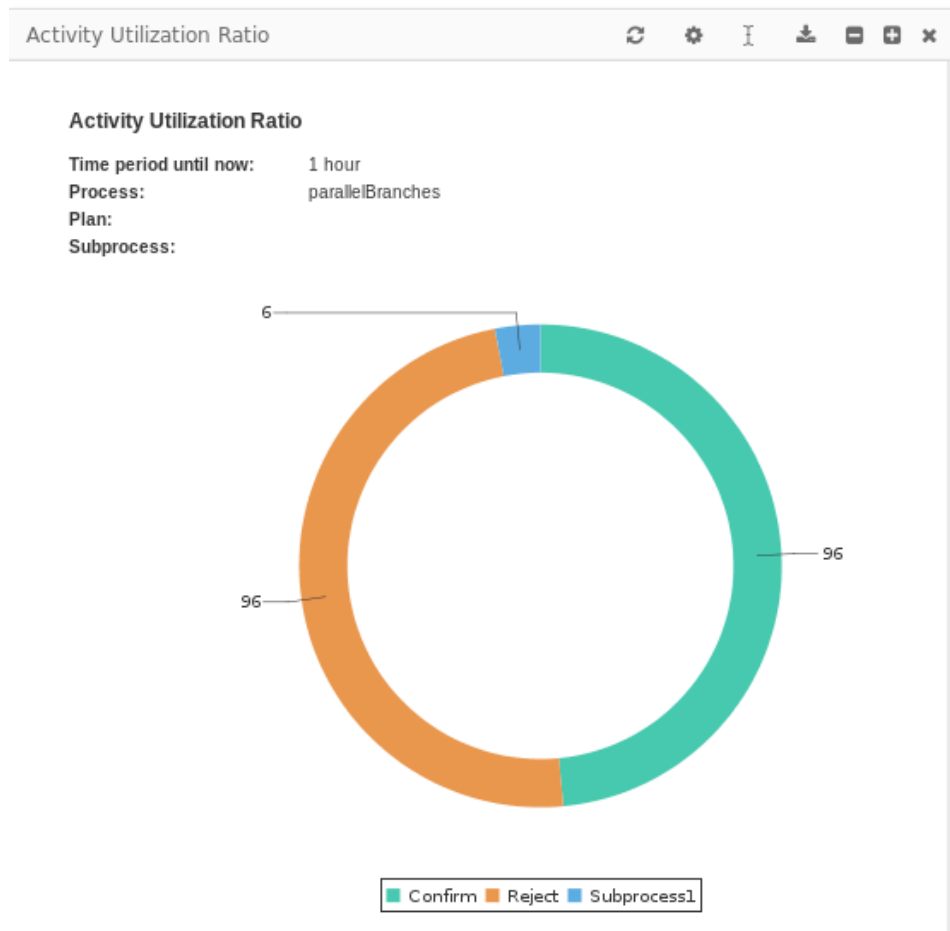 Activity Utilization Ratio
Activity Utilization Ratio
Time period until now: 1 hour
Process: parallelBranches
Plan:
Subprocess:
6
96
96
Confirm Reject Subprocess1